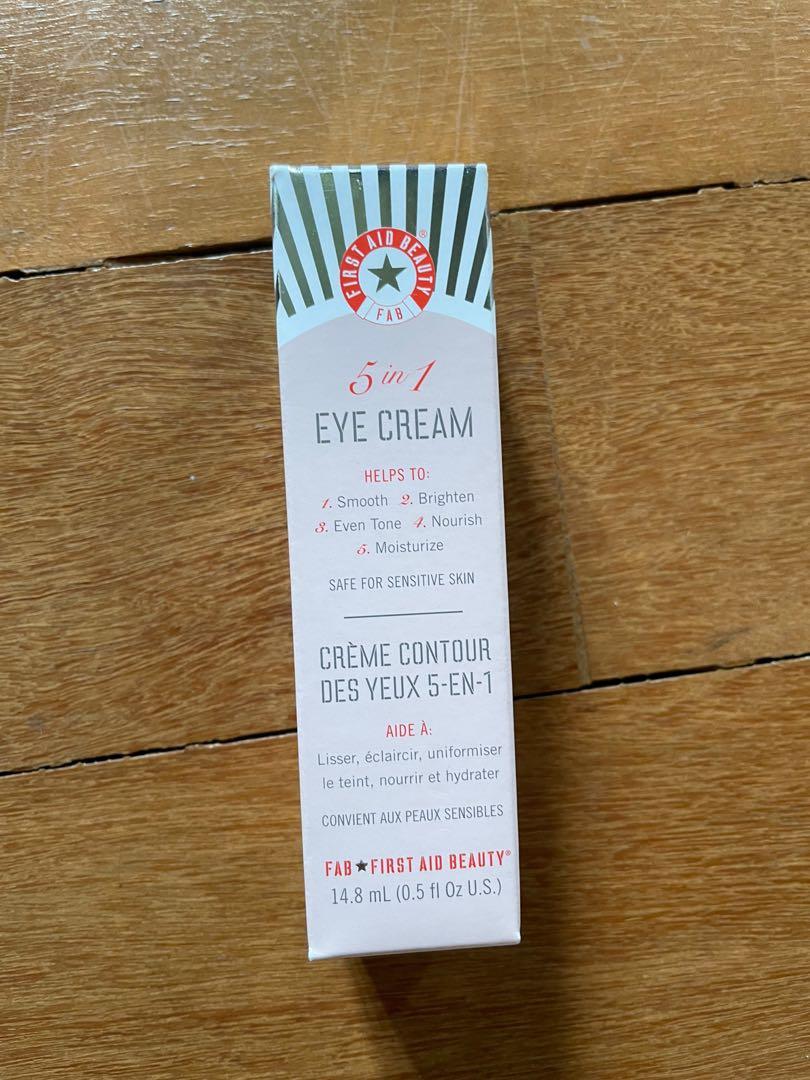 FIRST AID BEAUTY®
FAB
5 in 1
EYE CREAM
HELPS TO:
1. Smooth 2. Brighten
3. Even Tone 4. Nourish
5. Moisturize
SAFE FOR SENSITIVE SKIN
CRÈME CONTOUR
DES YEUX 5-EN-1
AIDE À:
Lisser, éclaircir, uniformiser
le teint, nourrir et hydrater
CONVIENT AUX PEAUX SENSIBLES
FAB★FIRST AID BEAUTY®
14.8 mL (0.5 fl Oz U.S.)